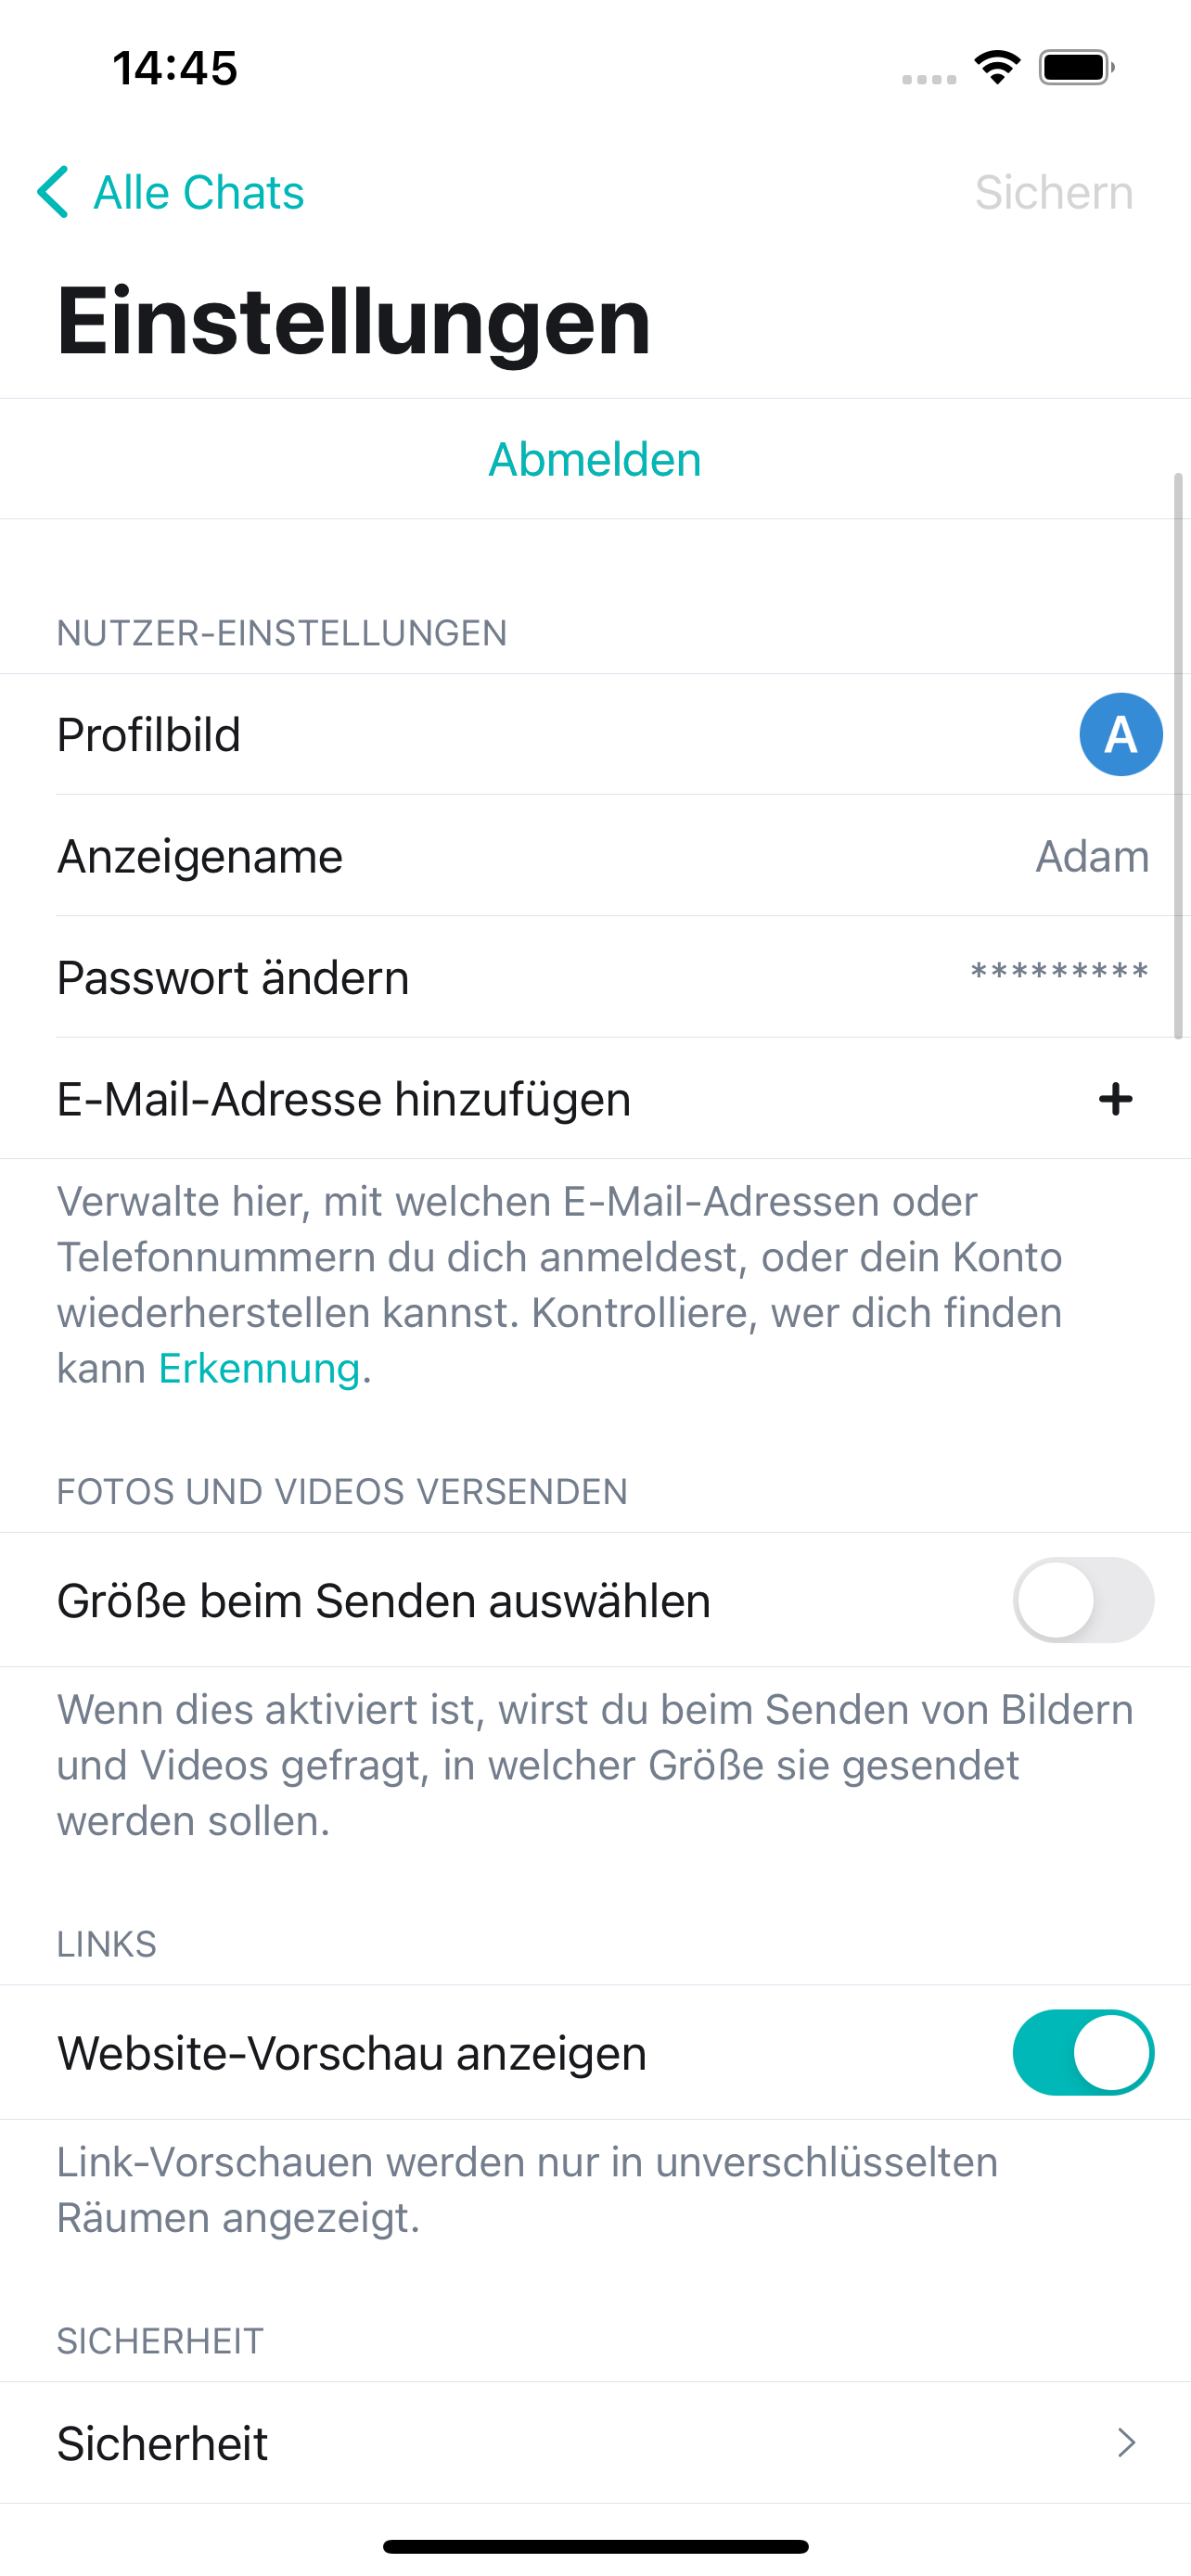 14:45
Alle Chats
Sichern
Einstellungen
Abmelden
NUTZER-EINSTELLUNGEN
Profilbild
A
Anzeigename
Adam
Passwort ändern
*********
E-Mail-Adresse hinzufügen
+
Verwalte hier, mit welchen E-Mail-Adressen oder
Telefonnummern du dich anmeldest, oder dein Konto
wiederherstellen kannst. Kontrolliere, wer dich finden
kann Erkennung.
FOTOS UND VIDEOS VERSENDEN
Größe beim Senden auswählen
Wenn dies aktiviert ist, wirst du beim Senden von Bildern
und Videos gefragt, in welcher Größe sie gesendet
werden sollen.
LINKS
Website-Vorschau anzeigen
Link-Vorschauen werden nur in unverschlüsselten
Räumen angezeigt.
SICHERHEIT
Sicherheit